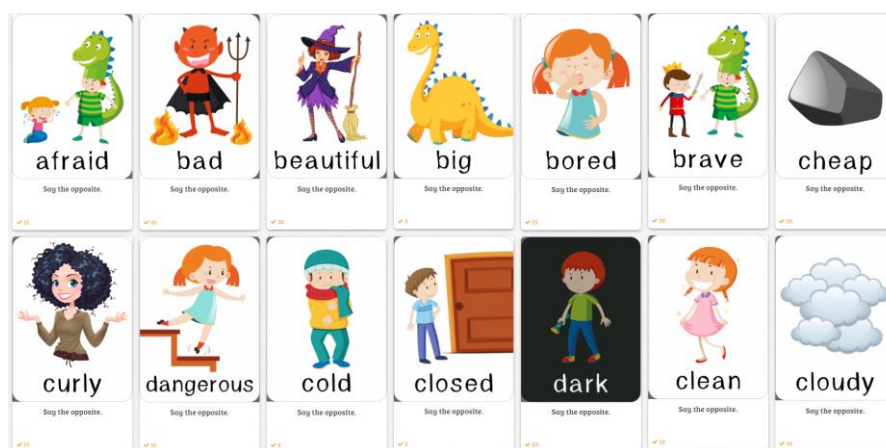 afraid
bad
beautiful
big
bored
brave
cheap
Say the opposite.
Say the opposite.
Say the opposite.
Say the opposite.
Say the opposite.
Say the opposite.
Say the opposite.
curly
dangerous
cold
closed
dark
clean
cloudy
Say the opposite.
Say the opposite.
Say the opposite.
Say the opposite.
Say the opposite.
Say the opposite.
Say the opposite.